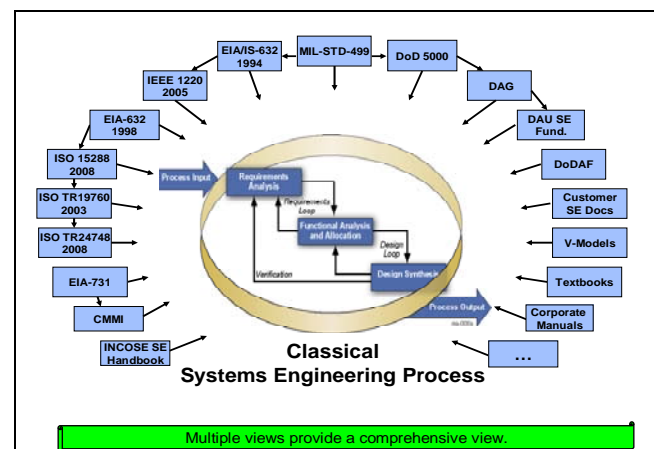 EIA/IS-632
1994
MIL-STD-499
DoD 5000
IEEE 1220
2005
DAG
EIA-632
1998
DAU SE
Fund.
ISO 15288
2008
DoDAF
ISO TR19760
2003
Customer
SE Docs
ISO TR24748
2008
V-Models
EIA-731
Textbooks
CMMI
Corporate
Manuals
INCOSE SE
Handbook
...
Process Input
Requirements
Analysis
Requirements
Loop
Functional Analysis
and Allocation
Design
Loop
Verification
Design Synthesis
Process Output
Classical
Systems Engineering Process
Multiple views provide a comprehensive view.